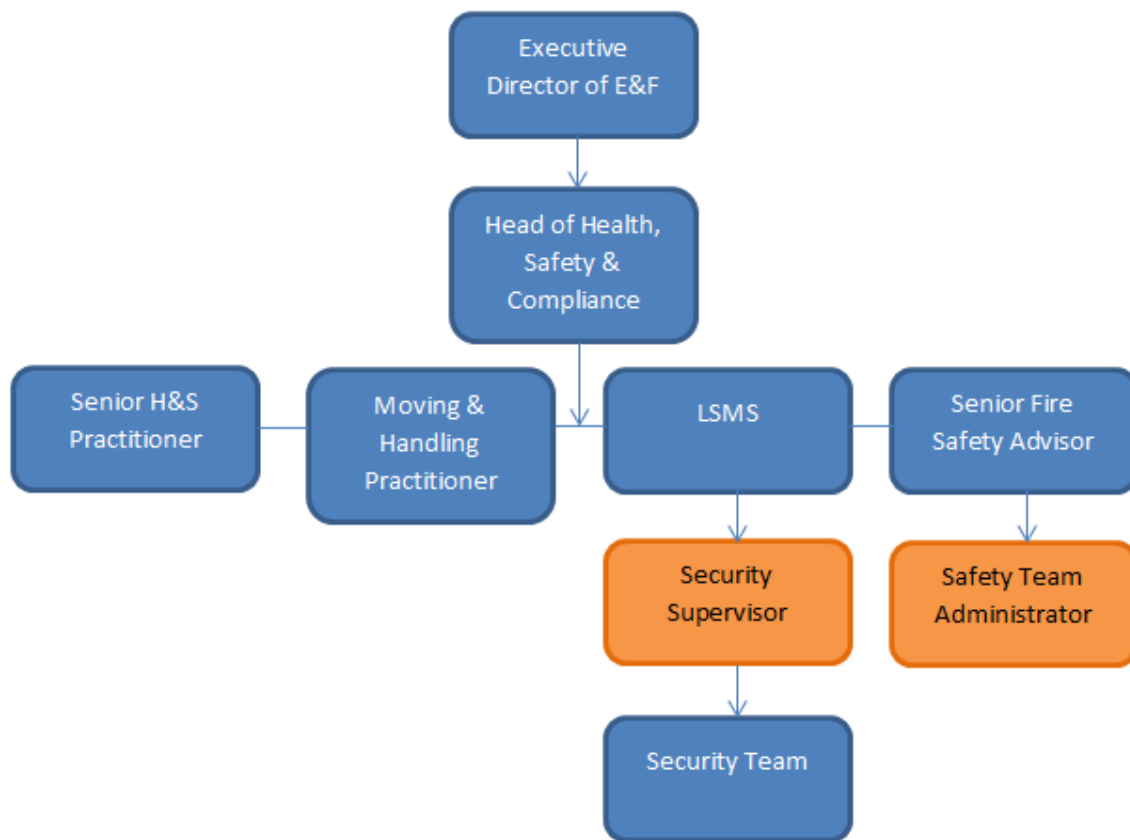 Executive
Director of E&F
Head of Health,
Safety &
Compliance
Senior H&S
Practitioner
Moving &
Handling
Practitioner
LSMS
Senior Fire
Safety Advisor
Security
Supervisor
Safety Team
Administrator
Security Team